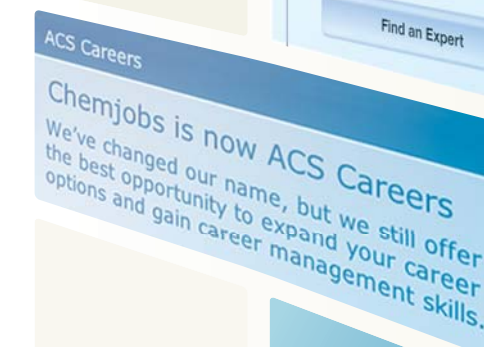 Find an Expert
ACS Careers
Chemjobs is now ACS Careers
We've changed our name, but we still offer
the best opportunity to expand your career
options and gain career management skills.